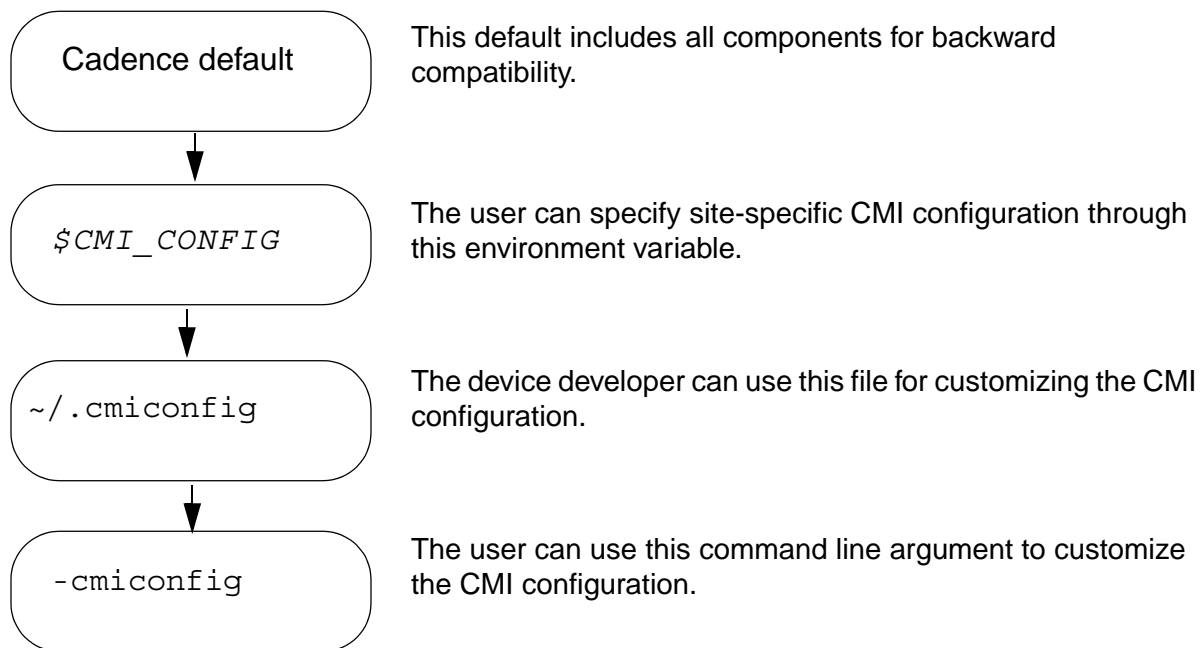 Cadence default
This default includes all components for backward
compatibility.
$CMI_CONFIG
The user can specify site-specific CMI configuration through
this environment variable.
~/.cmiconfig
The device developer can use this file for customizing the CMI
configuration.
-cmiconfig
The user can use this command line argument to customize
the CMI configuration.